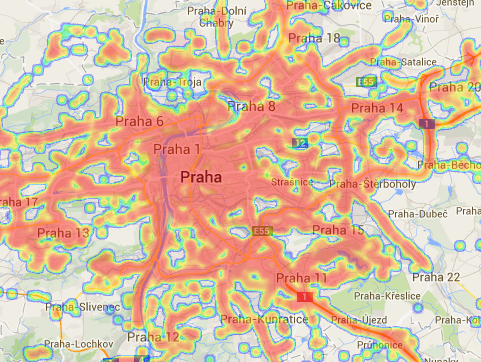 Praha-Čakovice
Jenštejn
Praha-Dolní
Chabry
Praha-Vinoř
Praha 18
Praha-Satalice
Praha-Troja
E55
Praha 20
Praha 8
Praha 14
Praha 6
1
12
Praha 1
Praha-Běcho
Praha
Strašnice
Praha-Štěrboholy
raha 17
Praha-Dubeč
Praha
Praha 13
E55
Praha 15
Praha 11
Praha 22
1
Praha-Křeslice
Praha-Slivenec
Praha-Kunratice
Praha-Újezd
Kol
Praha-Lochkov
Praha 12
Průhonice
Nupaky